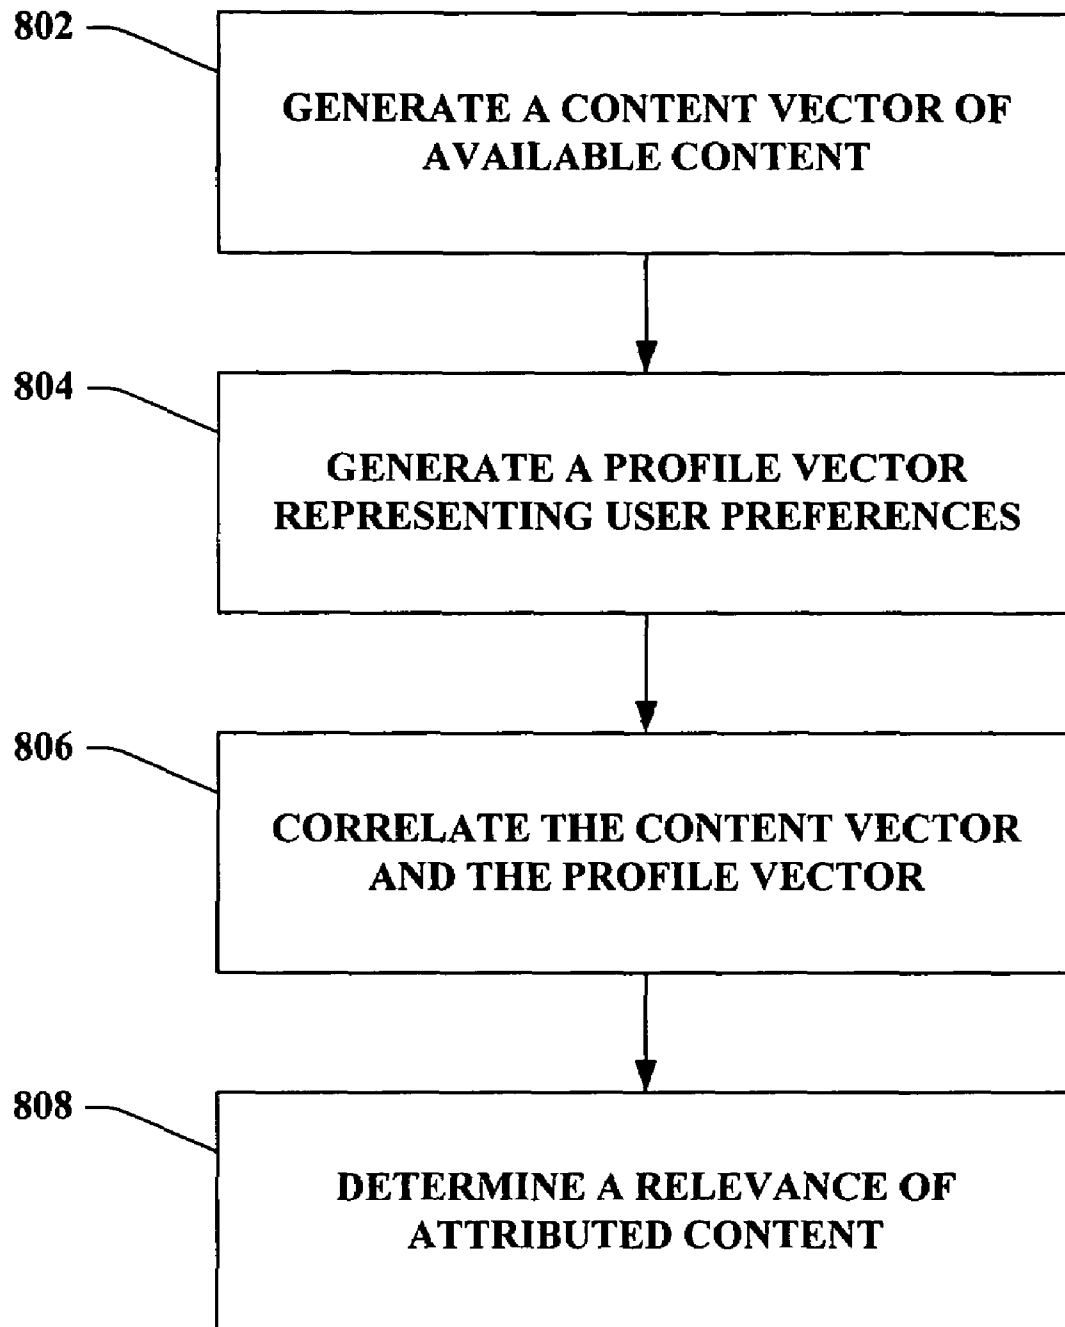 802
GENERATE A CONTENT VECTOR OF
AVAILABLE CONTENT
804
GENERATE A PROFILE VECTOR
REPRESENTING USER PREFERENCES
806
CORRELATE THE CONTENT VECTOR
AND THE PROFILE VECTOR
808
DETERMINE A RELEVANCE OF
ATTRIBUTED CONTENT